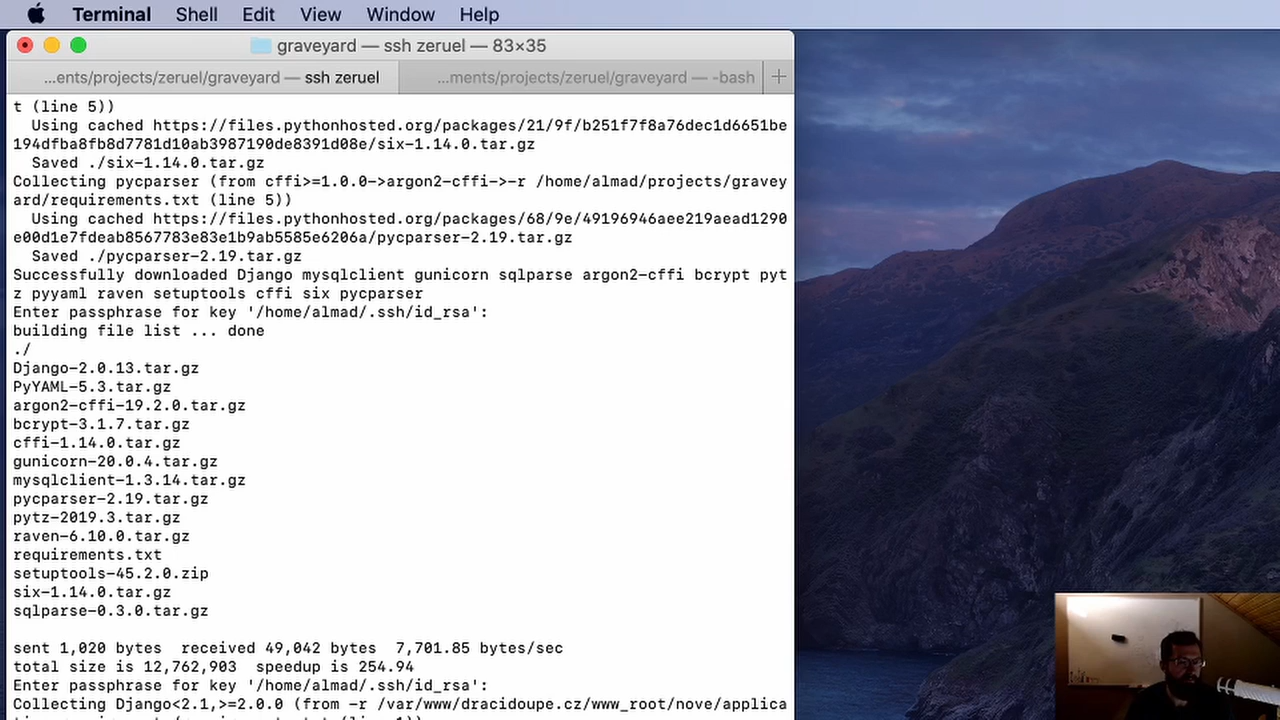 Terminal Shell Edit View Window Help
graveyard — ssh zeruel — 83×35
...ents/projects/zeruel/graveyard — ssh zeruel
...ments/projects/zeruel/graveyard — -bash
t (line 5))
Using cached https://files.pythonhosted.org/packages/21/9f/b251f7f8a76dec1d6651be
194dfba8fb8d7781d10ab3987190de8391d08e/six-1.14.0.tar.gz
Saved ./six-1.14.0.tar.gz
Collecting pycparser (from cffi>=1.0.0->argon2-cffi->-r /home/almad/projects/gravey
ard/requirements.txt (line 5))
Using cached https://files.pythonhosted.org/packages/68/9e/49196946aee219aead1290
e00d1e7fdeab8567783e83e1b9ab5585e6206a/pycparser-2.19.tar.gz
Saved ./pycparser-2.19.tar.gz
Successfully downloaded Django mysqlclient gunicorn sqlparse argon2-cffi bcrypt pyt
z pyyaml raven setuptools cffi six pycparser
Enter passphrase for key '/home/almad/.ssh/id_rsa':
building file list ... done
./
Django-2.0.13.tar.gz
PyYAML-5.3.tar.gz
argon2-cffi-19.2.0.tar.gz
bcrypt-3.1.7.tar.gz
cffi-1.14.0.tar.gz
gunicorn-20.0.4.tar.gz
mysqlclient-1.3.14.tar.gz
pycparser-2.19.tar.gz
pytz-2019.3.tar.gz
raven-6.10.0.tar.gz
requirements.txt
setuptools-45.2.0.zip
six-1.14.0.tar.gz
sqlparse-0.3.0.tar.gz
sent 1,020 bytes received 49,042 bytes 7,701.85 bytes/sec
total size is 12,762,903 speedup is 254.94
Enter passphrase for key '/home/almad/.ssh/id_rsa':
Collecting Django<2.1,>=2.0.0 (from -r /var/www/dracidoupe.cz/www_root/nove/applica